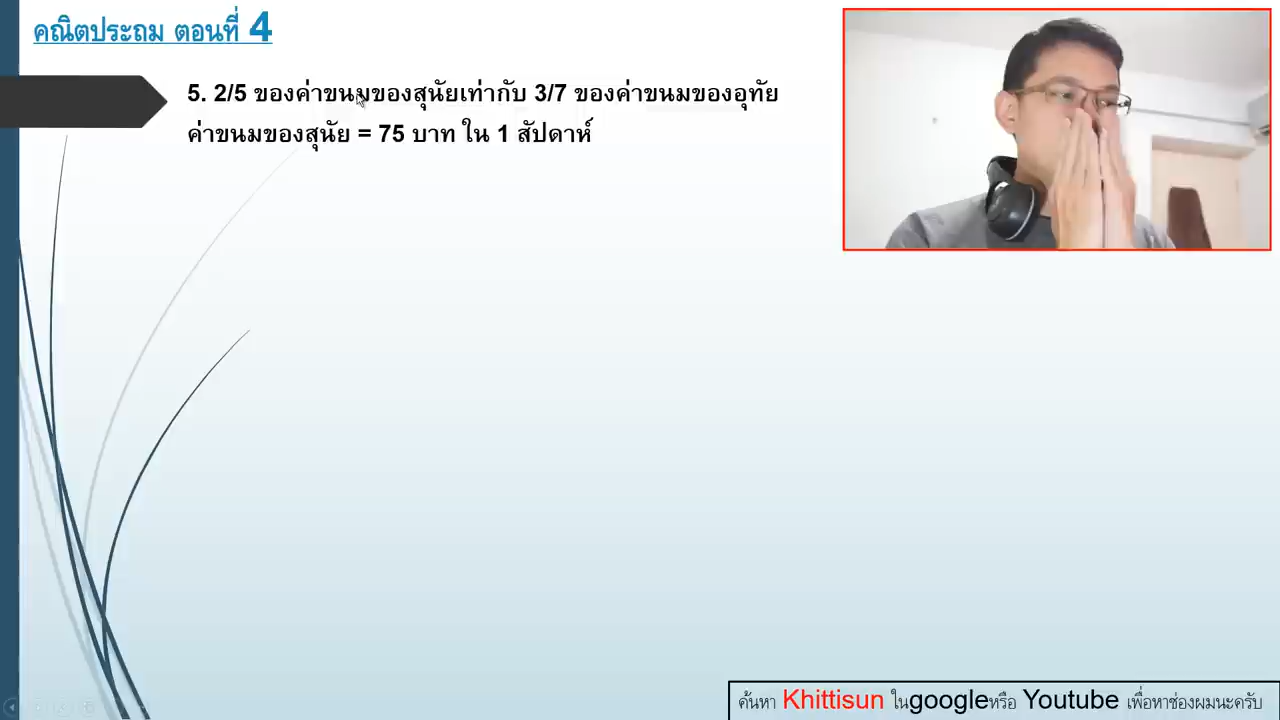 คณิตประถม ตอนที่ 4
5. 2/5 ของค่าขนมของสุนัยเท่ากับ 3/7 ของค่าขนมของอุทัย
ค่าขนมของสุนัย = 75 บาท ใน 1 สัปดาห์
ค้นหา Khittisun ในgoogleหรือ Youtube เพื่อหาช่องผมนะครับ